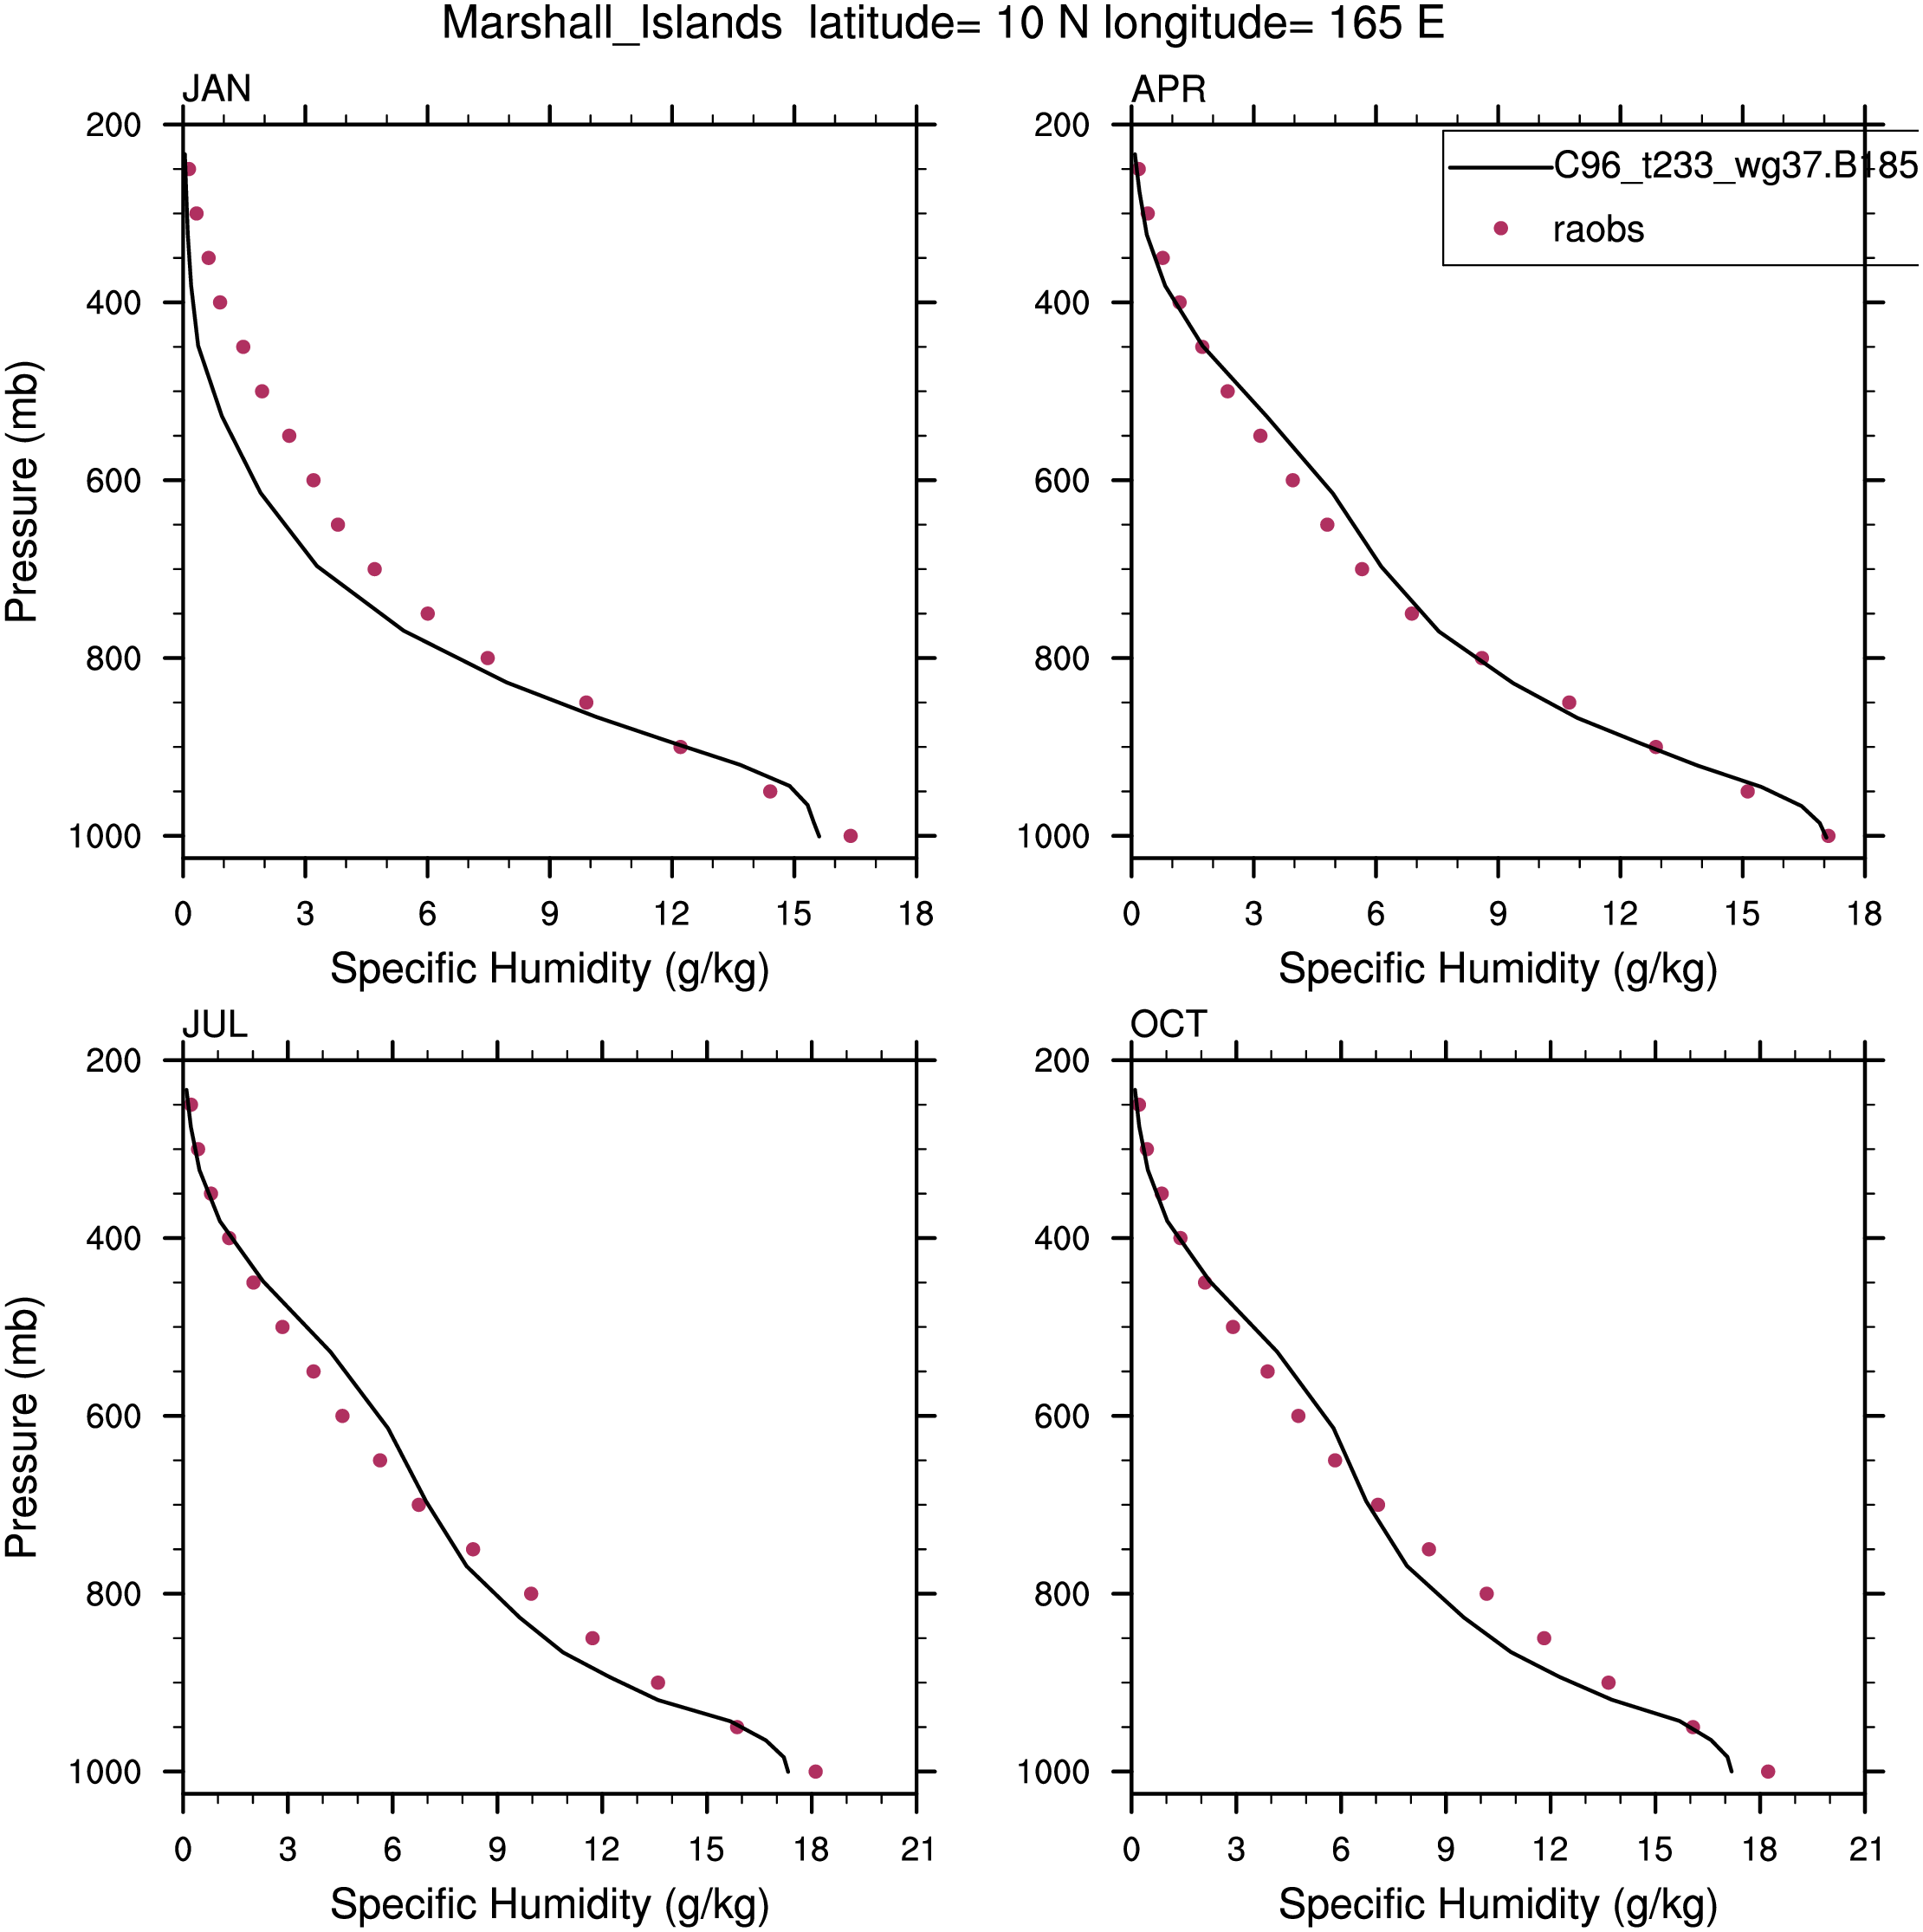 Marshall_Islands latitude= 10 N longitude= 165 E
JAN
200
400
600
800
1000
Pressure (mb)
0 3 6 9 12 15 18
Specific Humidity (g/kg)
APR
C96_t233_wg37.B185
raobs
200
400
600
800
1000
0 3 6 9 12 15 18
Specific Humidity (g/kg)
JUL
200
400
600
800
1000
Pressure (mb)
0 3 6 9 12 15 18 21
Specific Humidity (g/kg)
OCT
200
400
600
800
1000
0 3 6 9 12 15 18 21
Specific Humidity (g/kg)